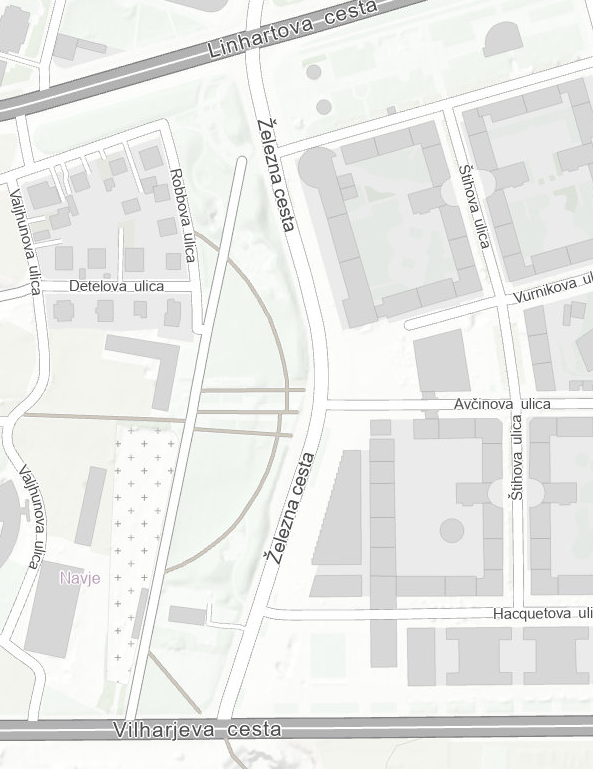 Linhartova cesta
Železna cesta
Štihova ulica
Robbova ulica
Valjhunova ulica
Detelova ulica
Vurnikova ul
Avčinova ulica
Štihova ulica
Železna cesta
Valjhunova ulica
Navje
Hacquetova uli
Vilharjeva cesta